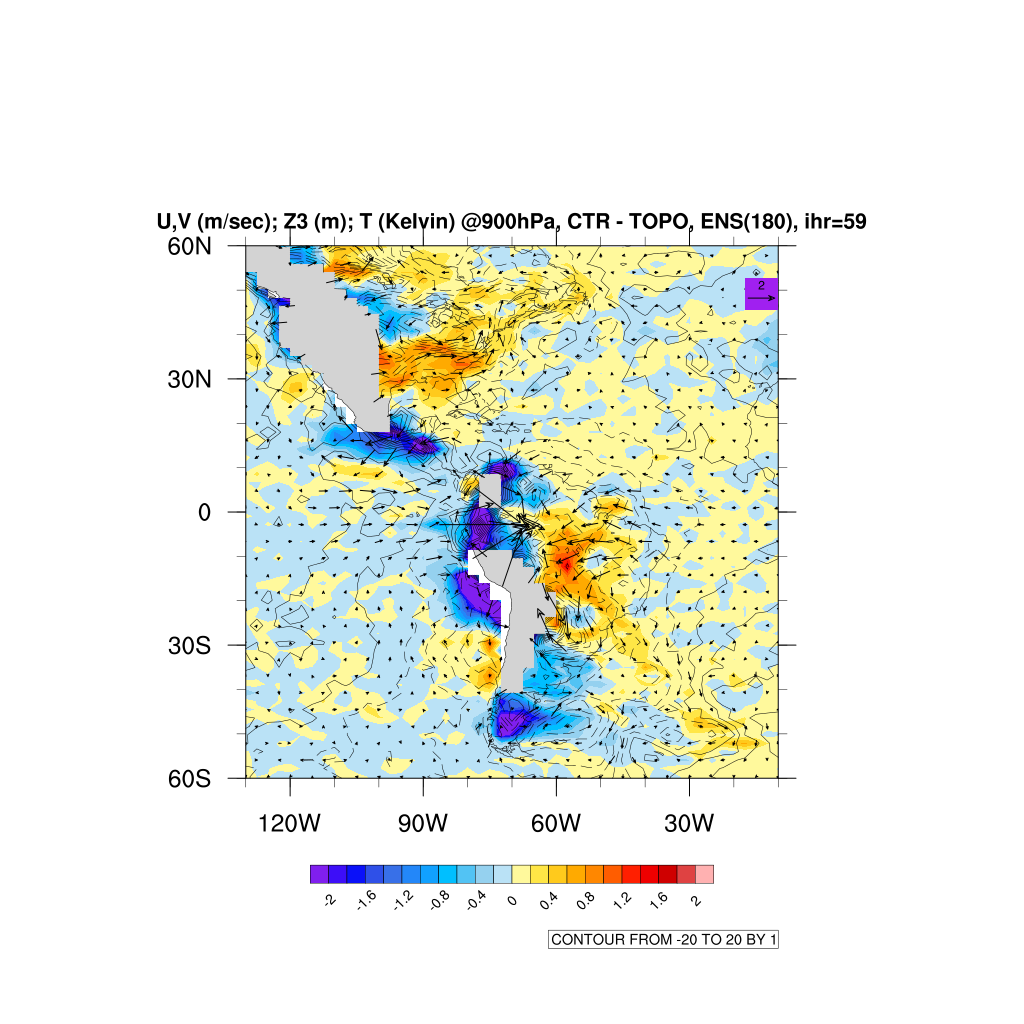 U,V (m/sec); Z3 (m); T (Kelvin) @900hPa, CTR - TOPO, ENS(180), ihr=59
60N
2
30N
0
30S
60S
120W 90W 60W 30W
-2 -1.6 -1.2 -0.8 -0.4 0 0.4 0.8 1.2 1.6 2
CONTOUR FROM -20 TO 20 BY 1